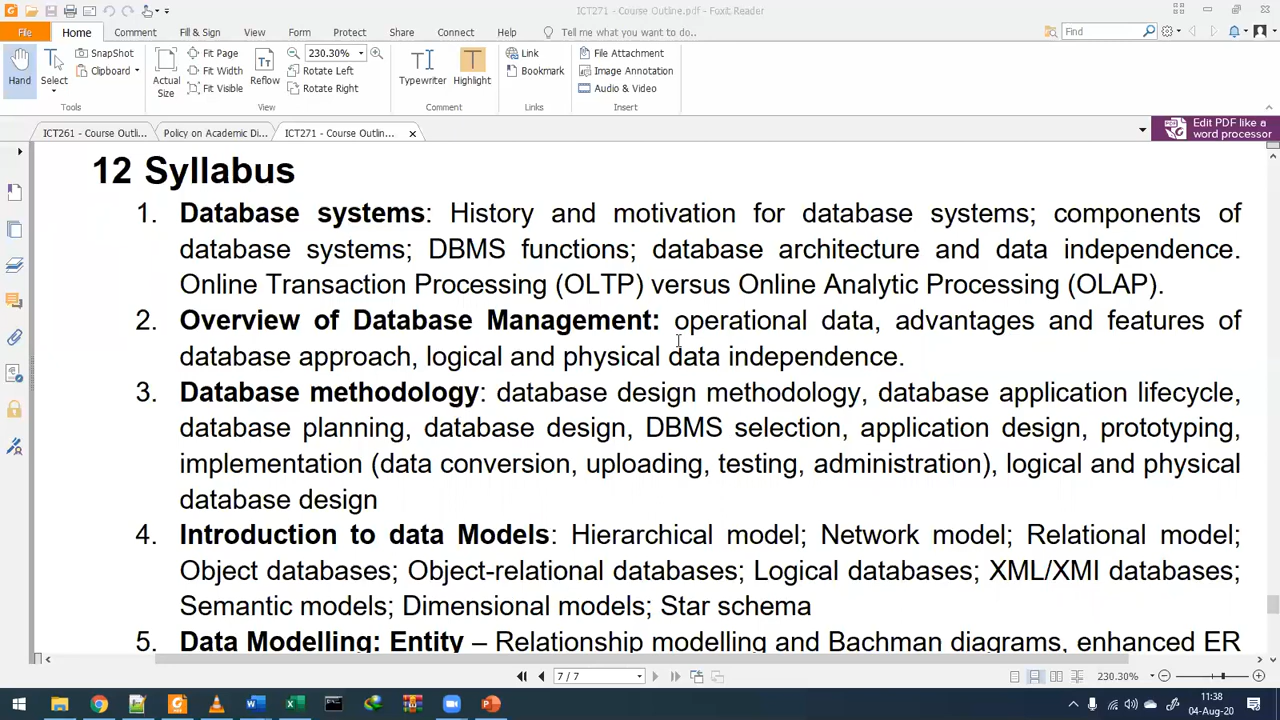 ICT271 - Course Outline.pdf - Foxit Reader
File Home Comment Fill & Sign View Form Protect Share Connect Help Tell me what you want to do.. Find
Hand
Select
SnapShot
Clipboard
Tools
Actual Size
Fit Page
Fit Width
Fit Visible
Reflow
230.30%
Rotate Left
Rotate Right
View
Typewriter
Highlight
Comment
Link
Bookmark
Links
File Attachment
Image Annotation
Audio & Video
Insert
ICT261 - Course Outli... Policy on Academic Di... ICT271 - Course Outlin...
Edit PDF like a
word processor
12 Syllabus
1. Database systems: History and motivation for database systems; components of
database systems; DBMS functions; database architecture and data independence.
Online Transaction Processing (OLTP) versus Online Analytic Processing (OLAP).
2. Overview of Database Management: operational data, advantages and features of
database approach, logical and physical data independence.
3. Database methodology: database design methodology, database application lifecycle,
database planning, database design, DBMS selection, application design, prototyping,
implementation (data conversion, uploading, testing, administration), logical and physical
database design
4. Introduction to data Models: Hierarchical model; Network model; Relational model;
Object databases; Object-relational databases; Logical databases; XML/XMI databases;
Semantic models; Dimensional models; Star schema
5. Data Modelling: Entity – Relationship modelling and Bachman diagrams, enhanced ER
7 / 7
230.30%
11:38
04-Aug-20